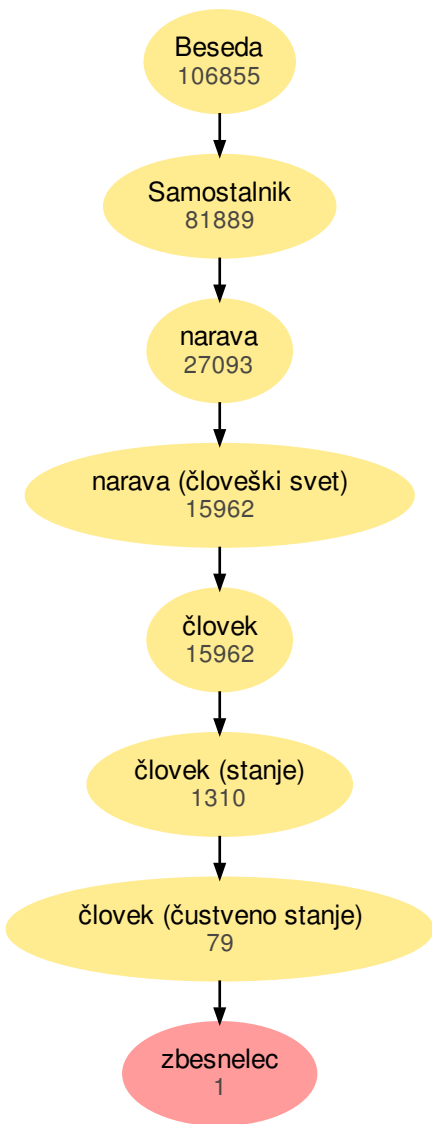 Beseda
106855
Samostalnik
81889
narava
27093
narava (človeški svet)
15962
človek
15962
človek (stanje)
1310
človek (čustveno stanje)
79
zbesnelec
1